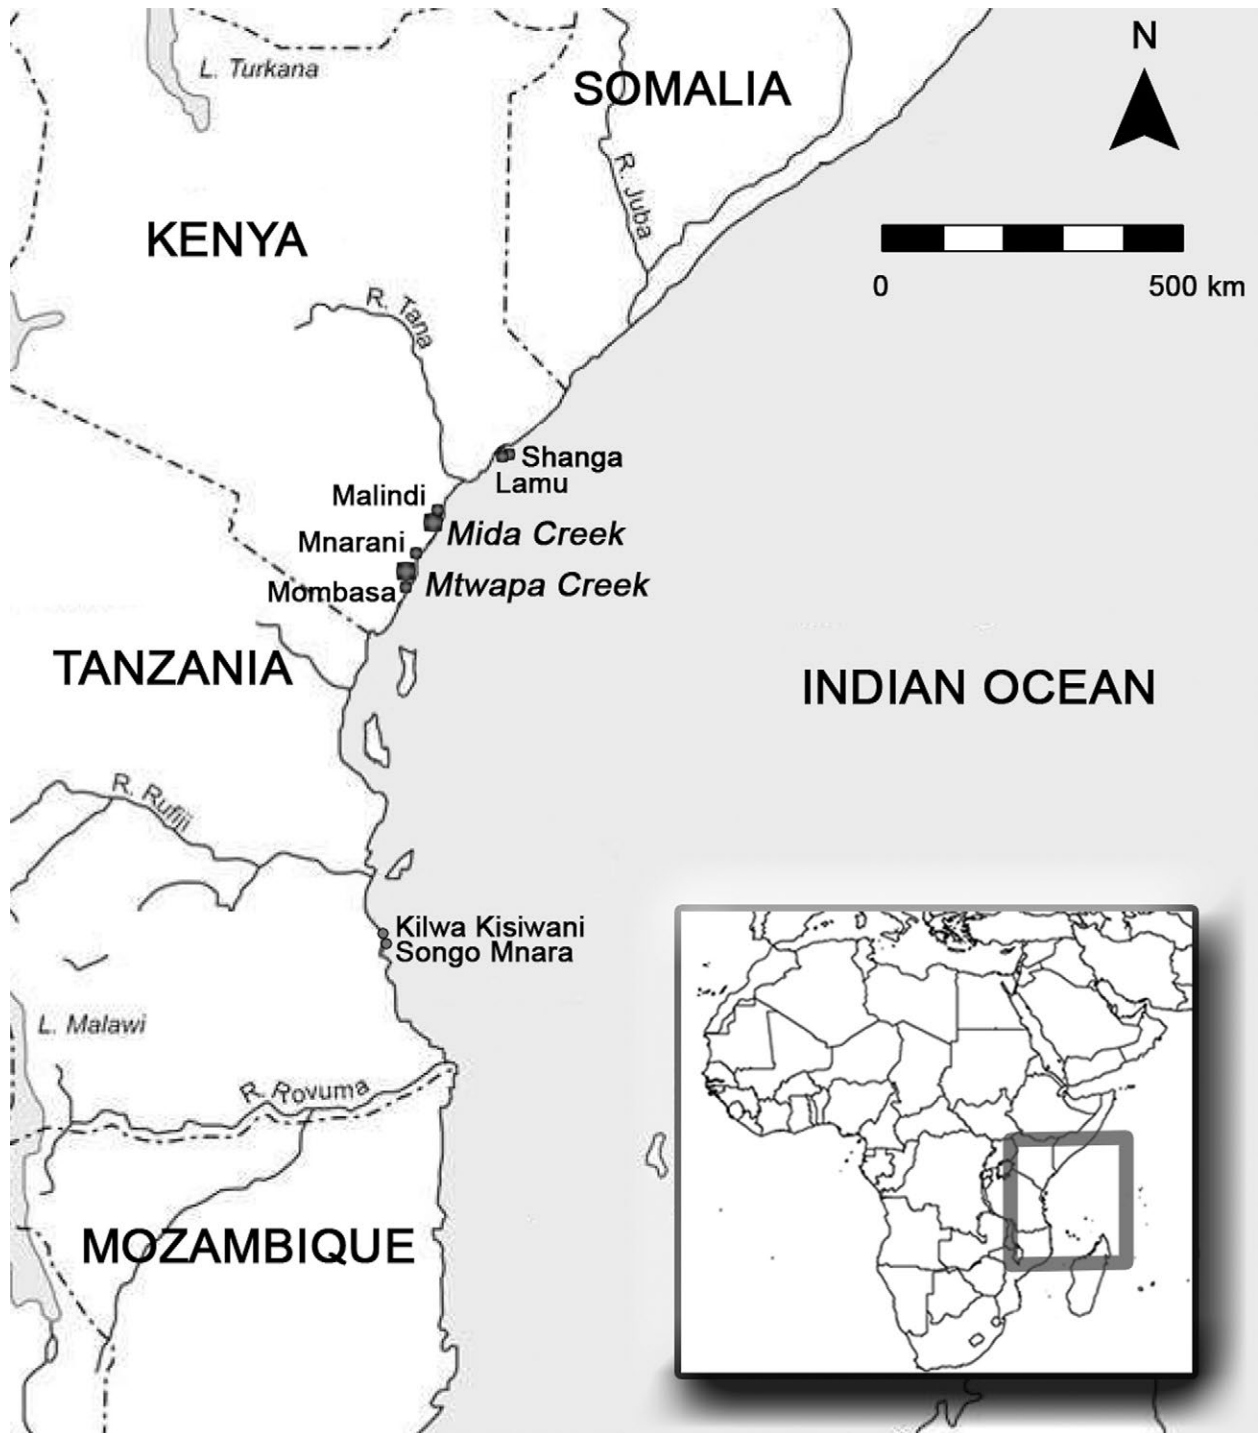 N
L. Turkana
SOMALIA
R. Juba
KENYA
0 500 km
R. Tana
Shanga
Lamu
Malindi
Mida Creek
Mnarani
Mtwapa Creek
Mombasa
TANZANIA
INDIAN OCEAN
R. Rufiji
Kilwa Kisiwani
Songo Mnara
L. Malawi
R. Rovuma
MOZAMBIQUE